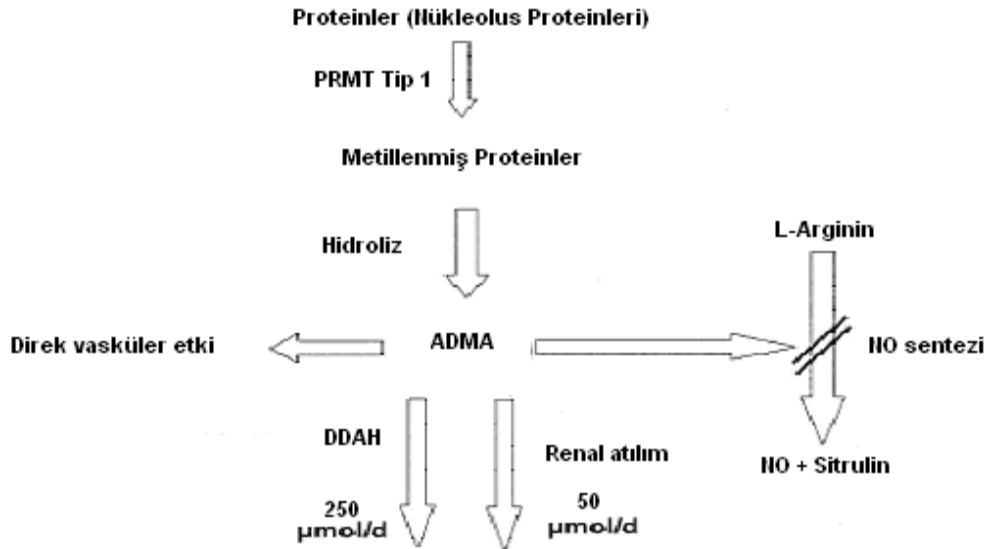 Proteinler (Nükleolus Proteinleri)
PRMT Tip 1
Metillenmiş Proteinler
Hidroliz
L-Arginin
Direk vasküler etki
ADMA
NO sentezi
DDAH
Renal atılım
NO + Sitrulin
250
µmol/d
50
µmol/d